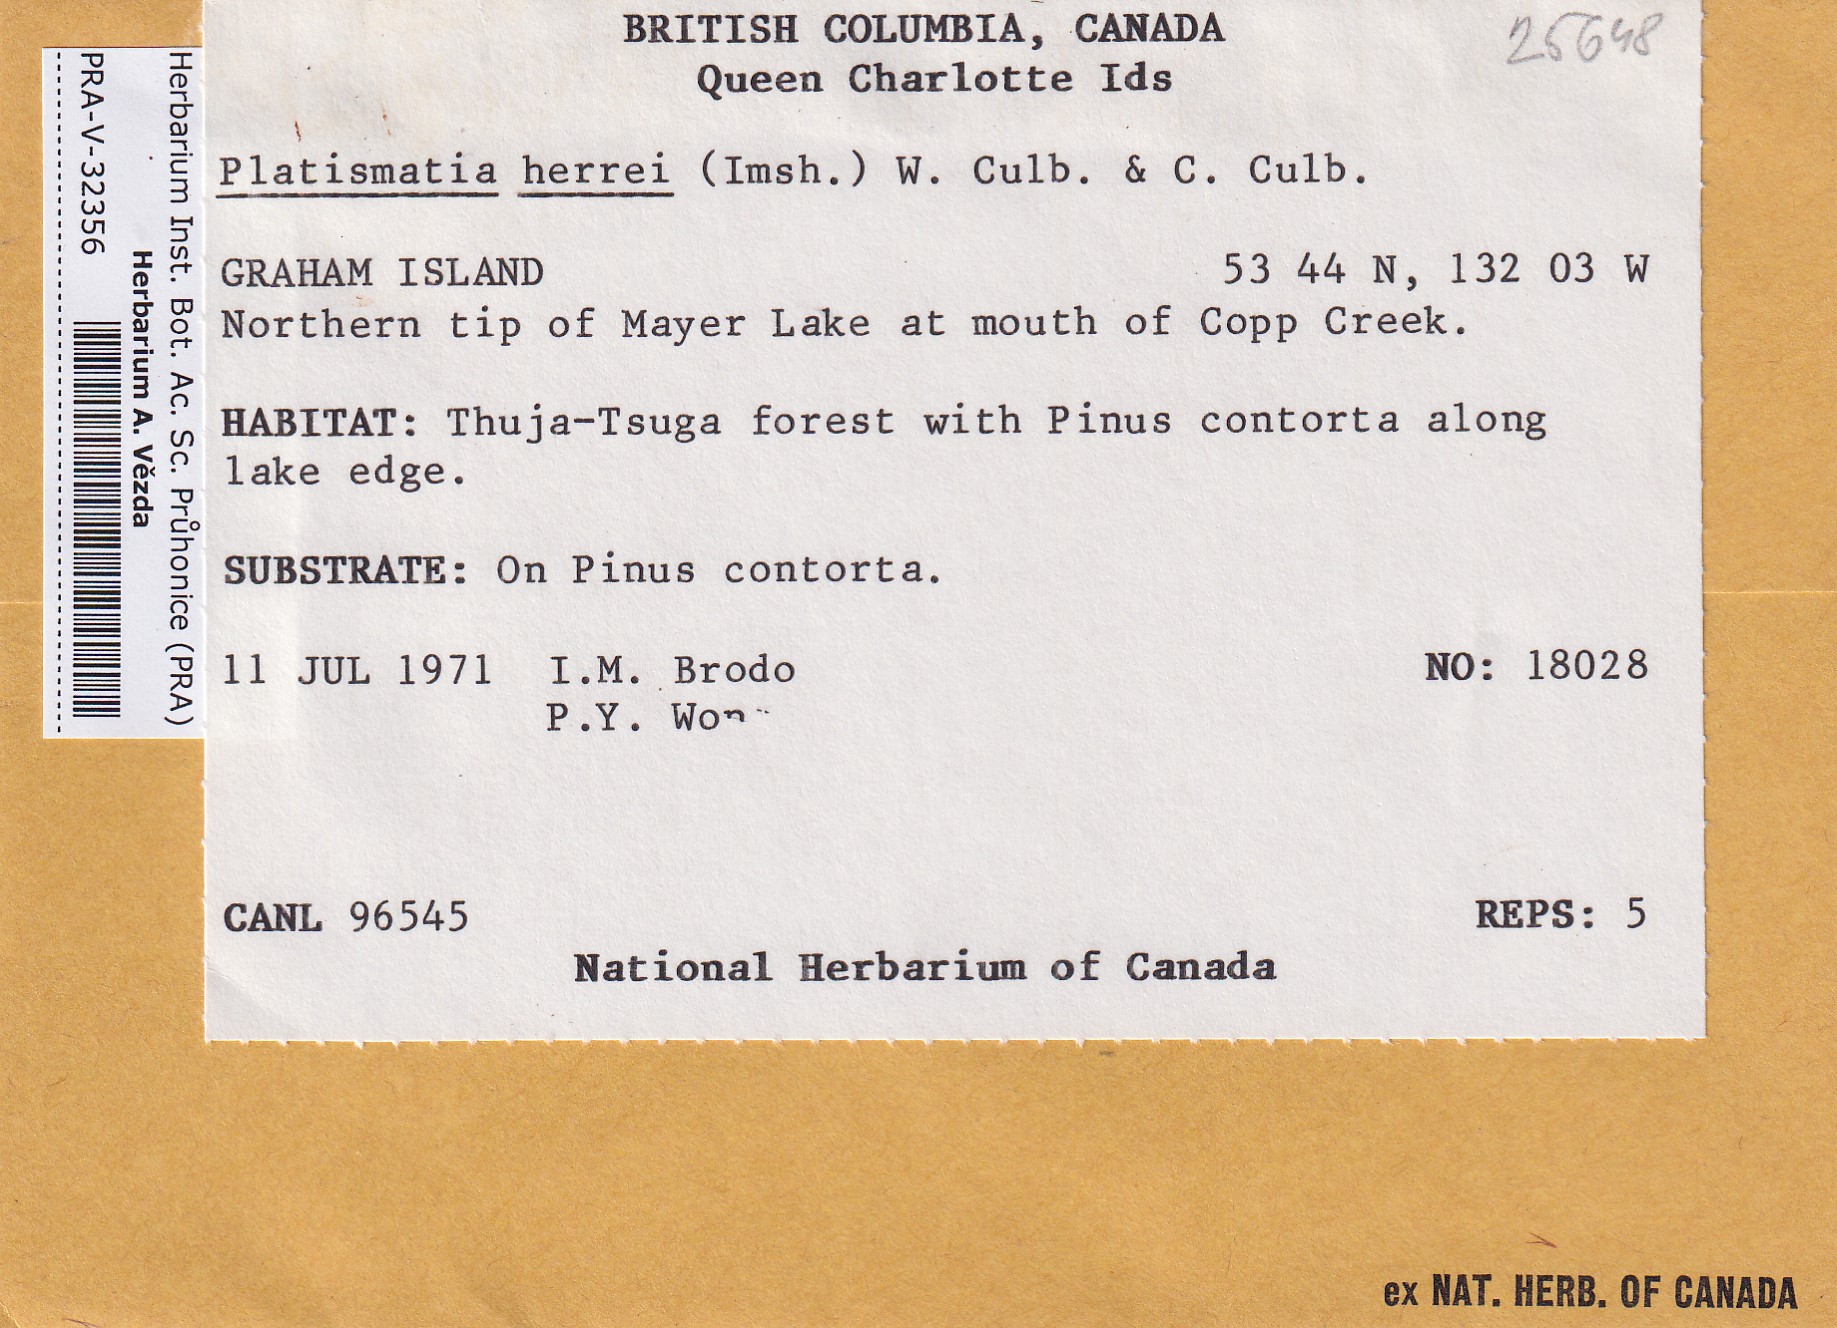 BRITISH COLUMBIA, CANADA
25648
Queen Charlotte Ids
Platismatia herrei (Imsh.) W. Culb. & C. Culb.
GRAHAM ISLAND 53 44 N, 132 03 W
Northern tip of Mayer Lake at mouth of Copp Creek.
HABITAT: Thuja-Tsuga forest with Pinus contorta along
lake edge.
SUBSTRATE: On Pinus contorta.
11 JUL 1971 I.M. Brodo NO: 18028
P.Y.
CANL 96545 REPS: 5
National Herbarium of Canada
Herbarium Inst. Bot. Ac. Sc. Průhonice (PRA)
Herbarium A. Vězda
PRA-V-32356
ex NAT. HERB. OF CANADA